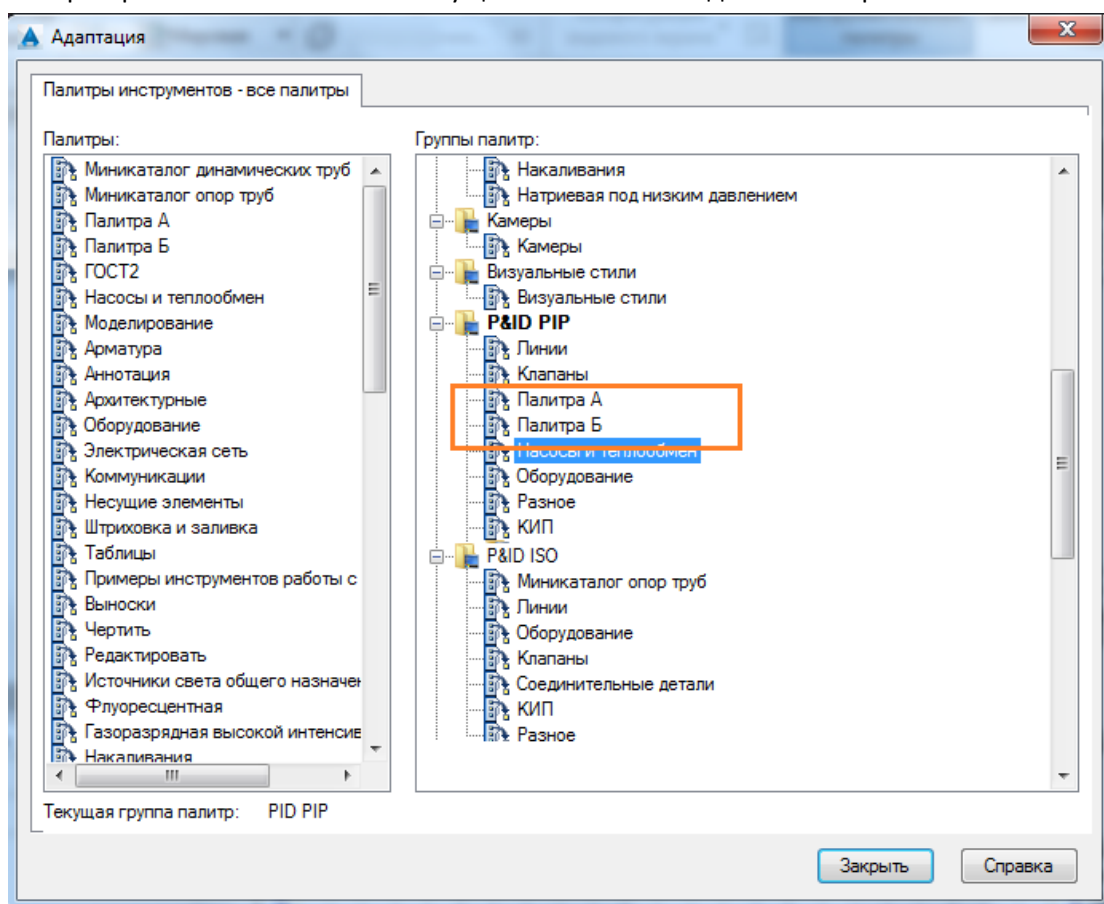 Адаптация
Палитры инструментов - все палитры
Палитры:
Миникаталог динамических труб
Миникаталог опор труб
Палитра А
Палитра Б
ГОСТ2
Насосы и теплообмен
Моделирование
Арматура
Аннотация
Архитектурные
Оборудование
Электрическая сеть
Коммуникации
Несущие элементы
Штриховка и заливка
Таблицы
Примеры инструментов работы с
Выноски
Чертить
Редактировать
Источники света общего назначен
Флуоресцентная
Газоразрядная высокой интенсив
Накаливания
Группы палитр:
Накаливания
Натриевая под низким давлением
Камеры
Камеры
Визуальные стили
Визуальные стили
P&ID PIP
Линии
Клапаны
Палитра А
Палитра Б
Насосы и теплообмен
Оборудование
Разное
КИП
P&ID ISO
Миникаталог опор труб
Линии
Оборудование
Клапаны
Соединительные детали
КИП
Разное
Текущая группа палитр: PID PIP
Закрыть
Справка